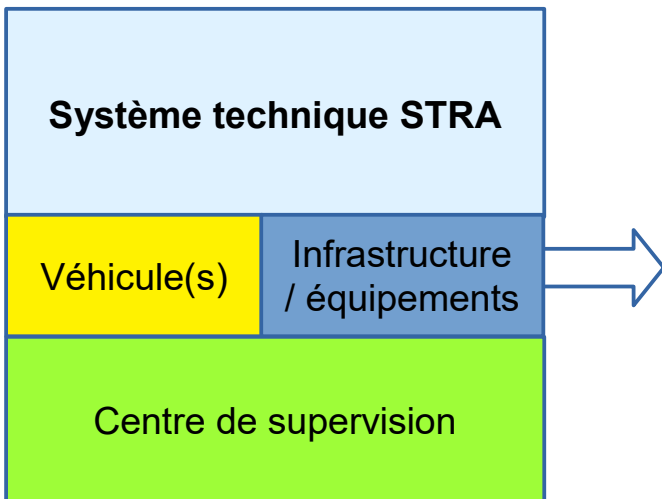 Système technique STRA
Véhicule(s)
Infrastructure
/ équipements
Centre de supervision